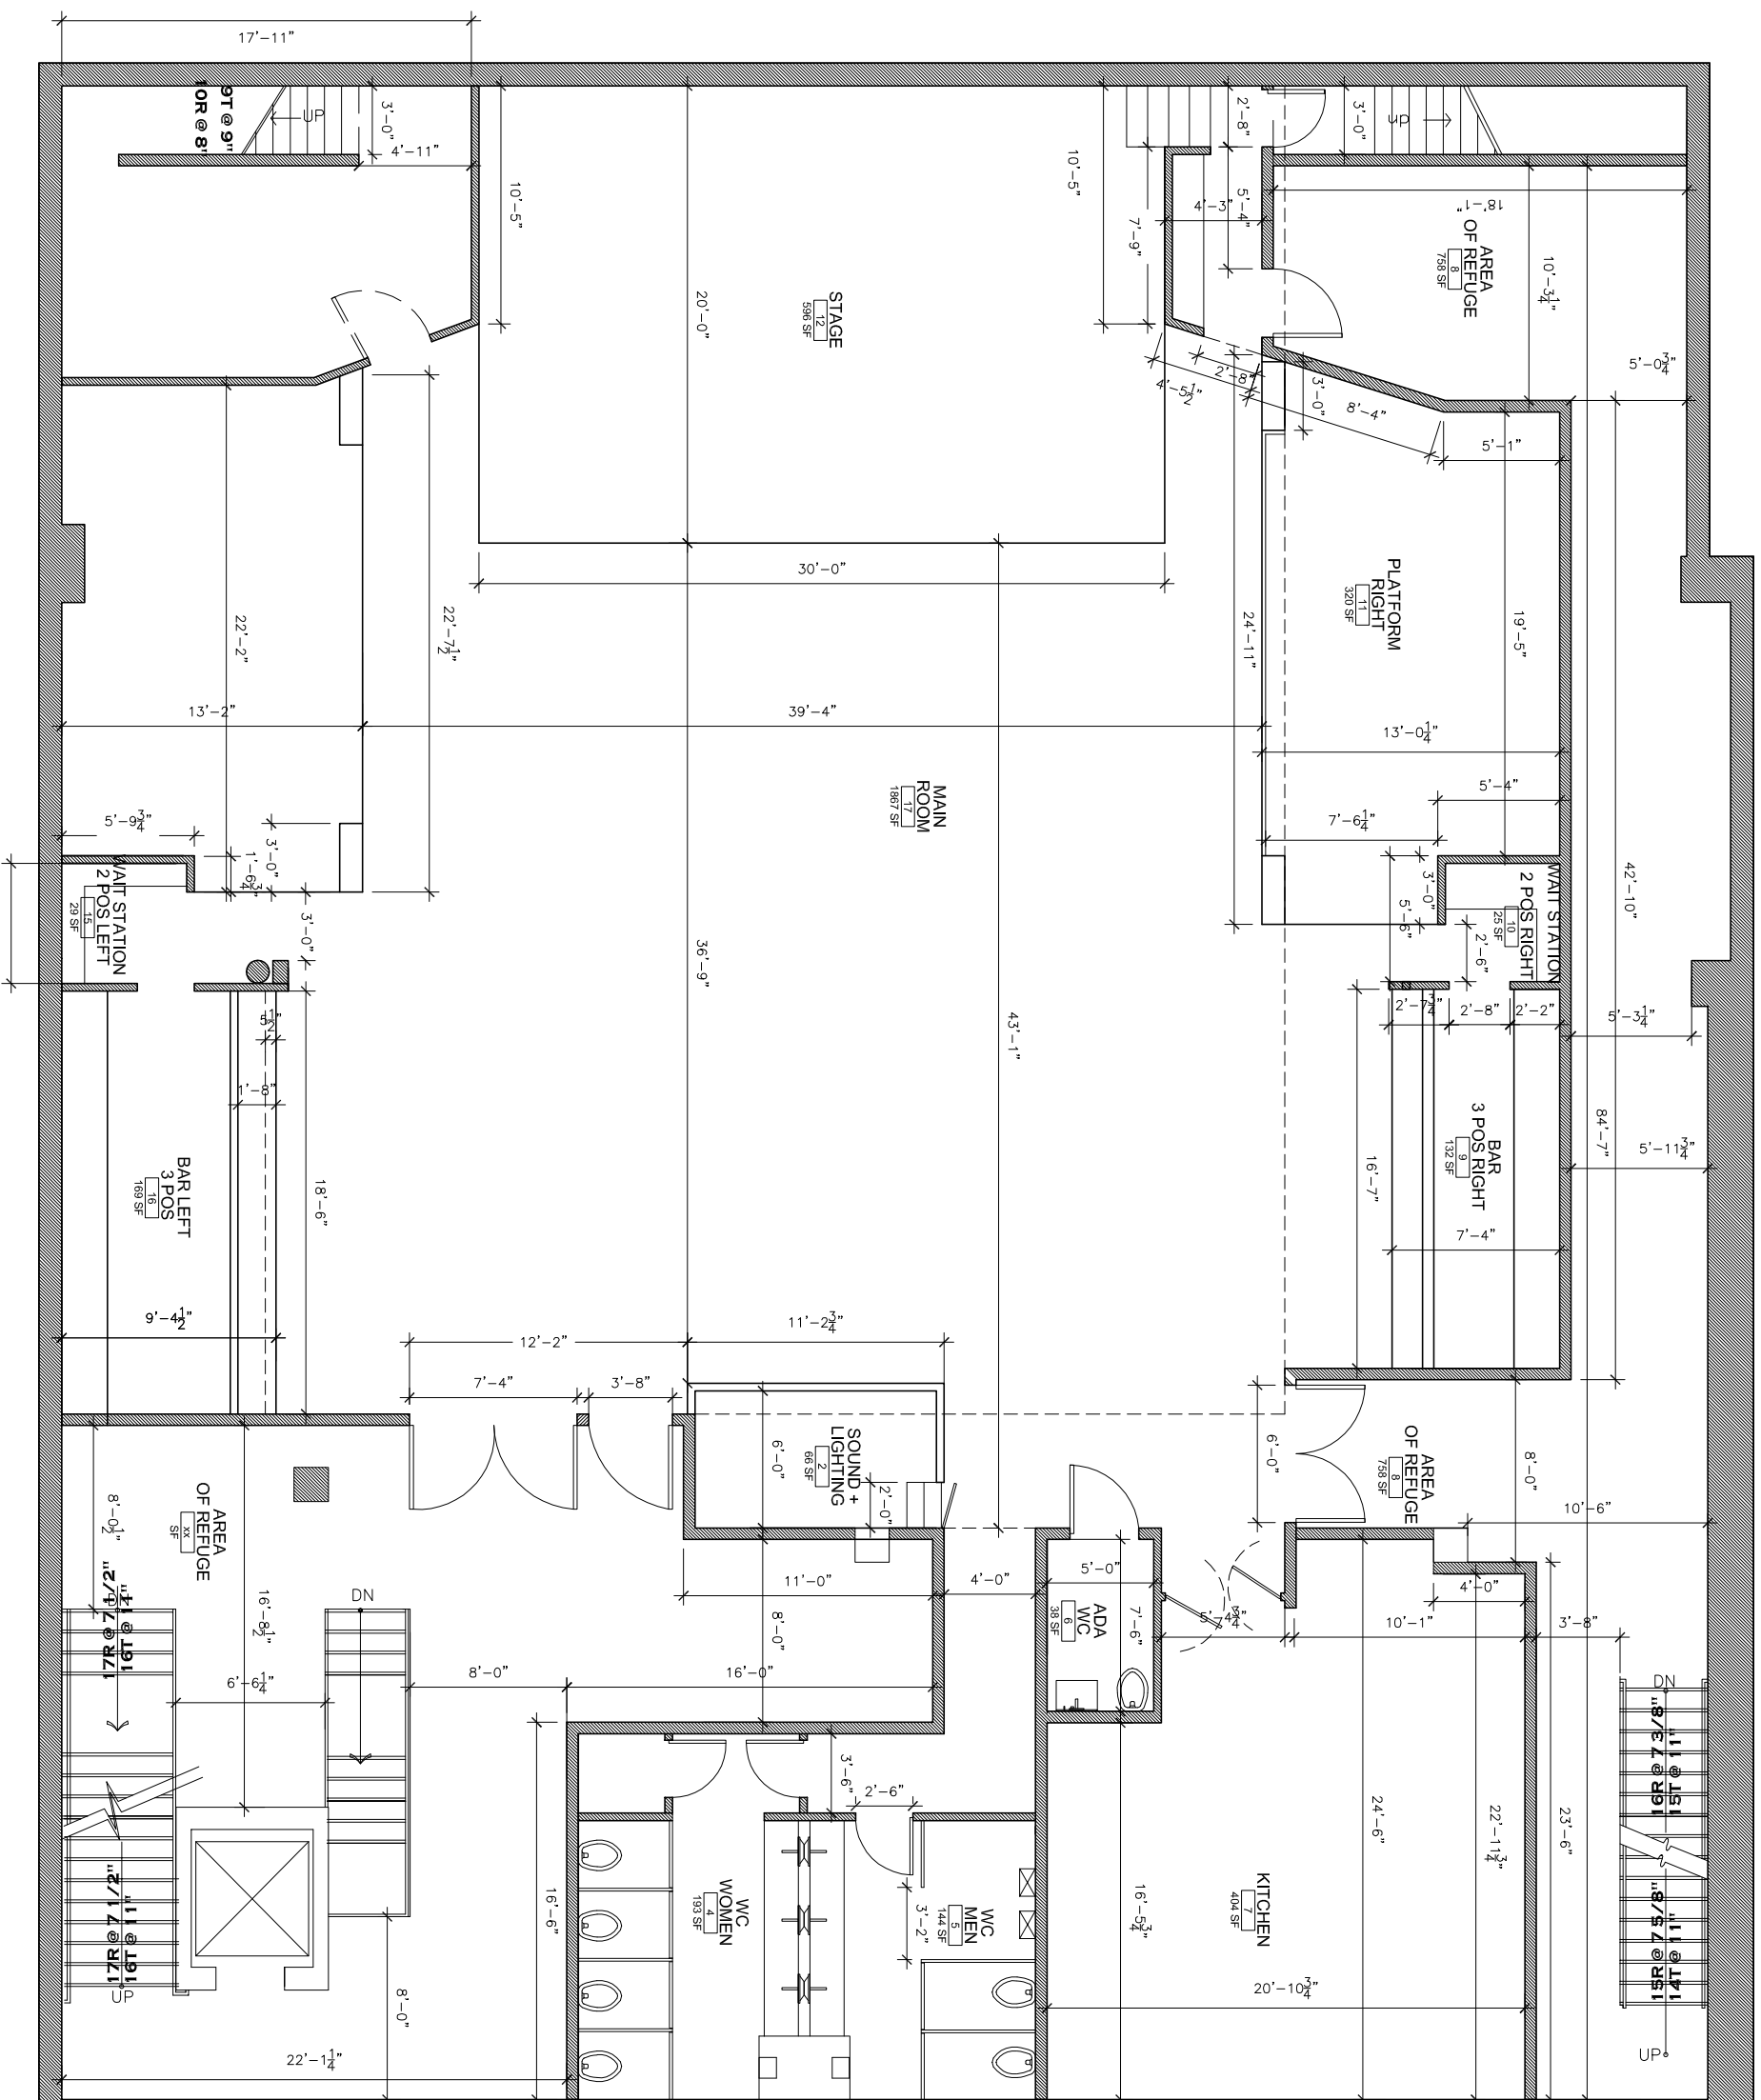 17'-11"
9T @ 9"
10R @ 8"
UP
3'-0"
4'-11"
10'-5"
20'-0"
STAGE
12
596 SF
30'-0"
10'-5"
7'-9"
2'-8"
5'-4"
4'-3"
3'-0"
up
18'-1"
AREA
OF REFUGE
8
758 SF
10'-3 1/4"
5'-0 3/4"
4'-5 1/2"
2'-8"
3'-0"
8'-4"
5'-1"
PLATFORM
RIGHT
11
320 SF
19'-5"
24'-11"
22'-2"
22'-7 1/2"
13'-2"
39'-4"
13'-0 1/4"
5'-4"
7'-6 1/4"
MAIN
ROOM
17
1867 SF
5'-9 3/4"
3'-0"
1'-6 3/4"
3'-0"
WAIT STATION
2 POS LEFT
15
29 SF
36'-9"
43'-1"
3'-0"
5'-6"
2'-6"
WAIT STATION
2 POS RIGHT
10
25 SF
42'-10"
2'-7 3/4"
2'-8"
2'-2"
5'-3 1/4"
5 1/2"
1'-8"
BAR LEFT
3 POS
16
169 SF
18'-6"
9'-4 1/2"
16'-7"
BAR
3 POS RIGHT
9
132 SF
7'-4"
84'-7"
5'-11 3/4"
12'-2"
11'-2 3/4"
7'-4"
3'-8"
SOUND +
LIGHTING
2
66 SF
6'-0"
2'-0"
6'-0"
AREA
OF REFUGE
8
758 SF
8'-0"
10'-6"
AREA
OF REFUGE
xx
SF
8'-0 1/2"
16'-8 1/2"
17R @ 7 1/2"
16T @ 14"
DN
6'-6 1/4"
8'-0"
16'-0"
11'-0"
8'-0"
4'-0"
5'-0"
ADA
WC
6
38 SF
7'-6"
5'-4 3/4"
10'-1"
4'-0"
3'-8"
DN
16R @ 7 3/8"
15T @ 11"
15R @ 7 5/8"
14T @ 11"
UP
3'-6"
2'-6"
WC
WOMEN
4
193 SF
WC
MEN
5
144 SF
3'-2"
16'-5 3/4"
KITCHEN
7
404 SF
24'-6"
22'-11 3/4"
23'-6"
20'-10 3/4"
16'-6"
8'-0"
17R @ 7 1/2"
16T @ 11"
UP
22'-1 1/4"